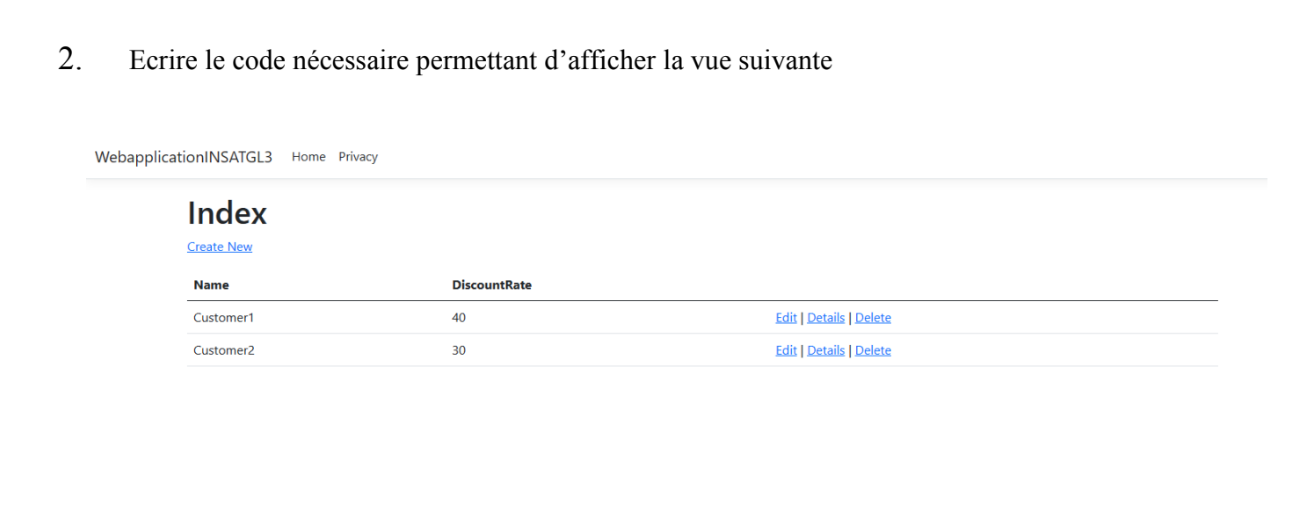 2. Ecrire le code nécessaire permettant d’afficher la vue suivante
WebapplicationINSATGL3 Home Privacy
Index
Create New
Name DiscountRate
Customer1 40 Edit | Details | Delete
Customer2 30 Edit | Details | Delete